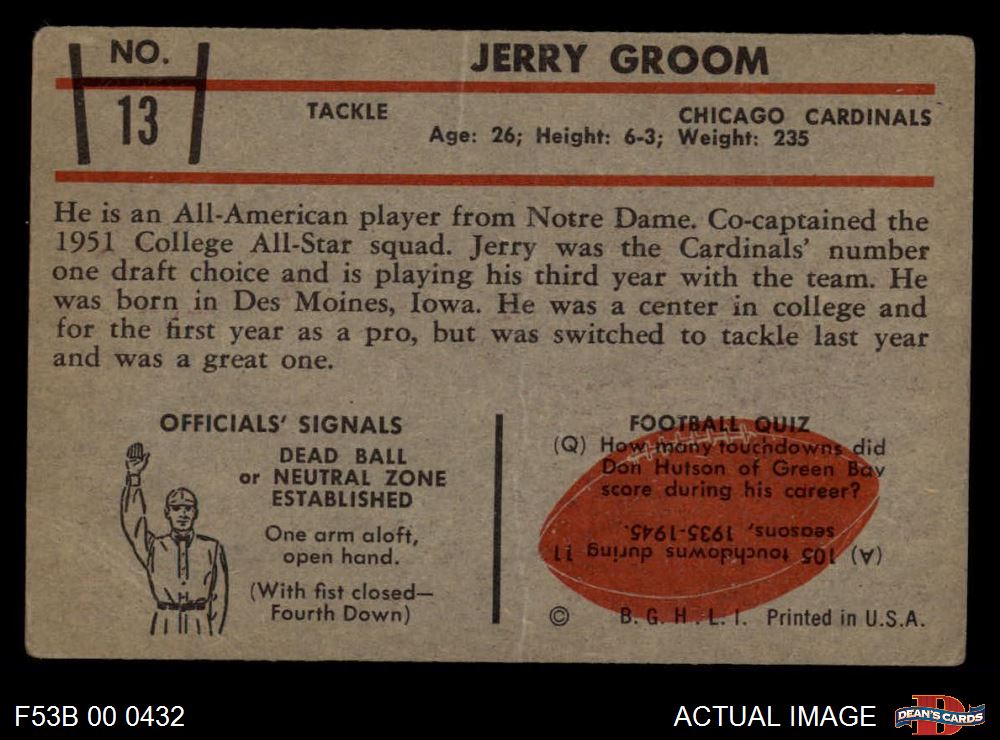 NO.
13
JERRY GROOM
TACKLE
CHICAGO CARDINALS
Age: 26; Height: 6-3; Weight: 235
He is an All-American player from Notre Dame. Co-captained the
1951 College All-Star squad. Jerry was the Cardinals' number
one draft choice and is playing his third year with the team. He
was born in Des Moines, Iowa. He was a center in college and
for the first year as a pro, but was switched to tackle last year
and was a great one.
OFFICIALS' SIGNALS
DEAD BALL
or NEUTRAL ZONE
ESTABLISHED
One arm aloft,
open hand.
(With fist closed—
Fourth Down)
FOOTBALL QUIZ
(Q) How many touchdowns did
Don Hutson of Green Bay
score during his career?
(A) 105 touchdowns during 11
seasons, 1935-1945.
© B. G. H. L. I. Printed in U.S.A.
F53B 00 0432
ACTUAL IMAGE
D
DEAN'S CARDS